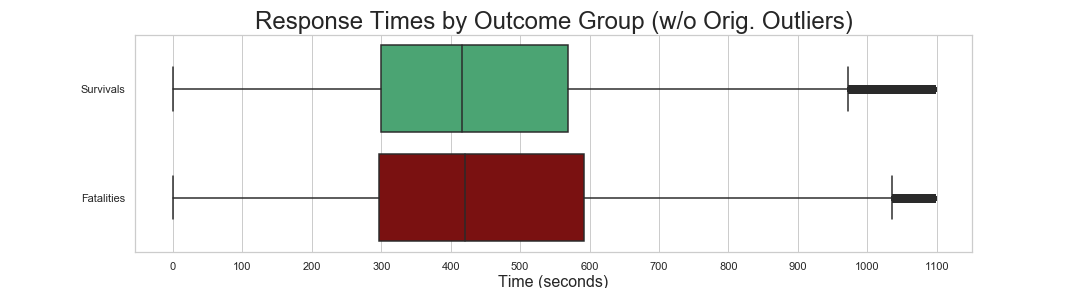 Response Times by Outcome Group (w/o Orig. Outliers)
Survivals
Fatalities
0 100 200 300 400 500 600 700 800 900 1000 1100
Time (seconds)